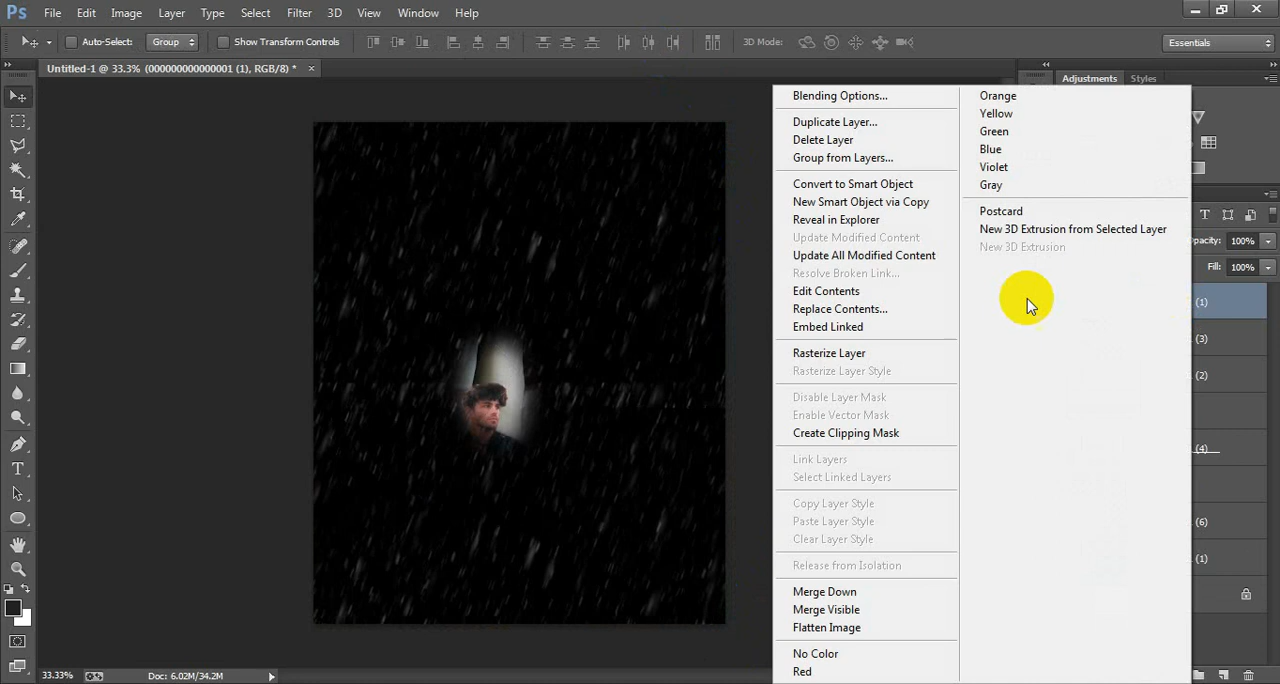 Ps File Edit Image Layer Type Select Filter 3D View Window Help
Auto-Select: Group Show Transform Controls 3D Mode: Essentials
Untitled-1 @ 33.3% (000000000000001 (1), RGB/8) * ×
Adjustments Styles
Blending Options...
Duplicate Layer...
Delete Layer
Group from Layers...
Convert to Smart Object
New Smart Object via Copy
Reveal in Explorer
Update Modified Content
Update All Modified Content
Resolve Broken Link...
Edit Contents
Replace Contents...
Embed Linked
Rasterize Layer
Rasterize Layer Style
Disable Layer Mask
Enable Vector Mask
Create Clipping Mask
Link Layers
Select Linked Layers
Copy Layer Style
Paste Layer Style
Clear Layer Style
Release from Isolation
Merge Down
Merge Visible
Flatten Image
No Color
Red
Orange
Yellow
Green
Blue
Violet
Gray
Postcard
New 3D Extrusion from Selected Layer
New 3D Extrusion
Opacity: 100%
Fill: 100%
(1)
(3)
(2)
(4)
(6)
(1)
33.33% Doc: 6.02M/34.2M